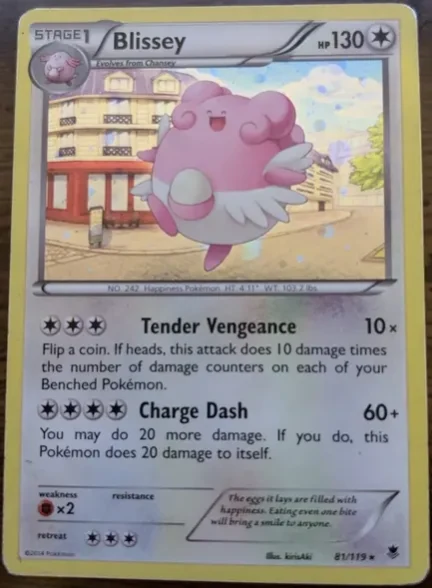 STAGE1
Blissey
HP130
Evolves from Chansey
NO. 242 Happiness Pokémon HT: 4'11" WT: 103.2 lbs
Tender Vengeance 10×
Flip a coin. If heads, this attack does 10 damage times
the number of damage counters on each of your
Benched Pokémon.
Charge Dash 60+
You may do 20 more damage. If you do, this
Pokémon does 20 damage to itself.
weakness resistance
×2
The eggs it lays are filled with
happiness. Eating even one bite
will bring a smile to anyone.
retreat
©2014 Pokémon
Illus. kirisAki
81/119 ★